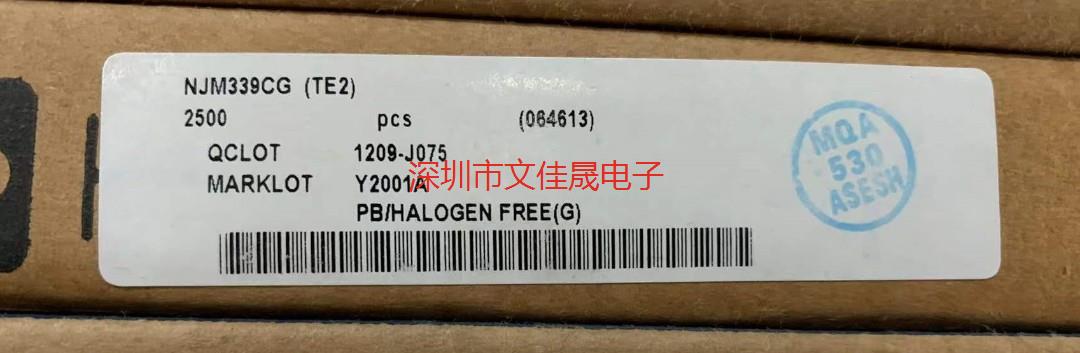 NJM339CG (TE2)
2500 pcs (064613)
QCLOT 1209-J075
深圳市文佳晟电子
MARKLOT Y2001A
PB/HALOGEN FREE(G)
MQA
530
ASESH